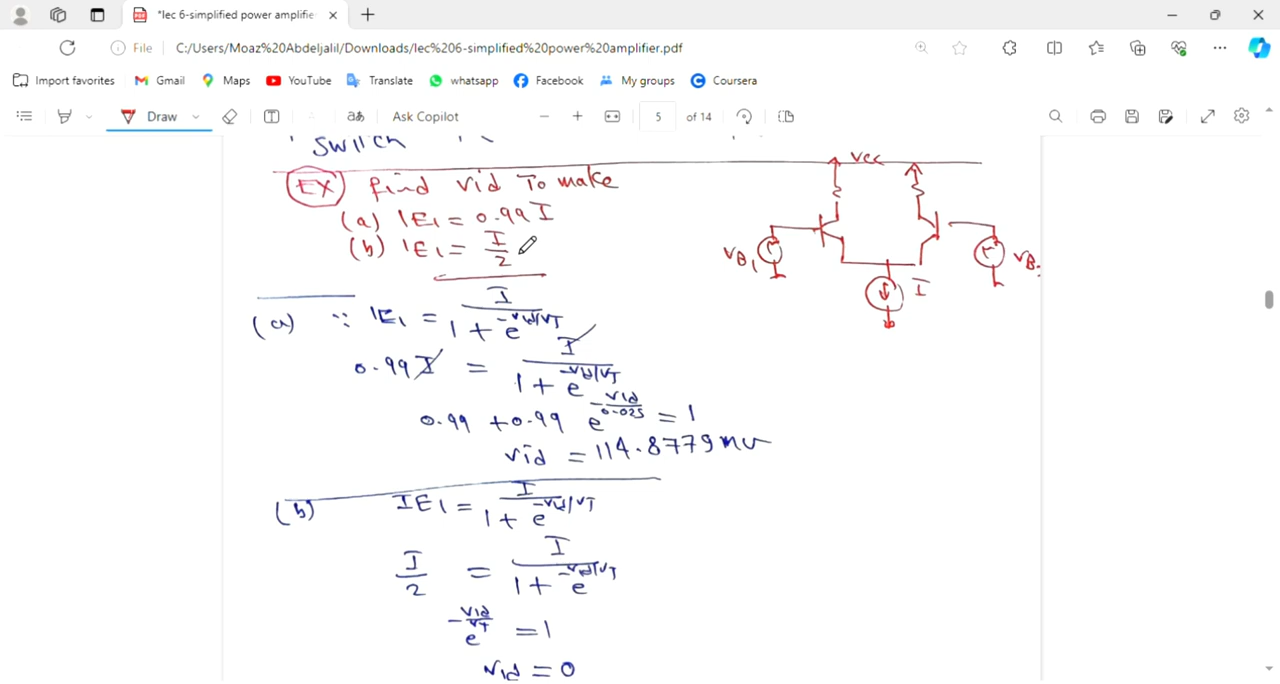 *lec 6-simplified power amplifie
File C:/Users/Moaz%20Abdeljalil/Downloads/lec%206-simplified%20power%20amplifier.pdf
Import favorites Gmail Maps YouTube Translate whatsapp Facebook My groups Coursera
Draw aあ Ask Copilot 5 of 14
switch
EX find vid To make
(a) IE1 = 0.99 I
(b) IE1 = I/2
VCC
VB1
I
VB
(a) ∵ IE1 = I / (1 + e^(-vid/VT))
0.99 I = I / (1 + e^(-vid/VT))
0.99 + 0.99 e^(-vid/0.025) = 1
vid = 114.8779 mv
(b) IE1 = I / (1 + e^(-vid/VT))
I/2 = I / (1 + e^(-vid/VT))
e^(-vid/VT) = 1
vid = 0